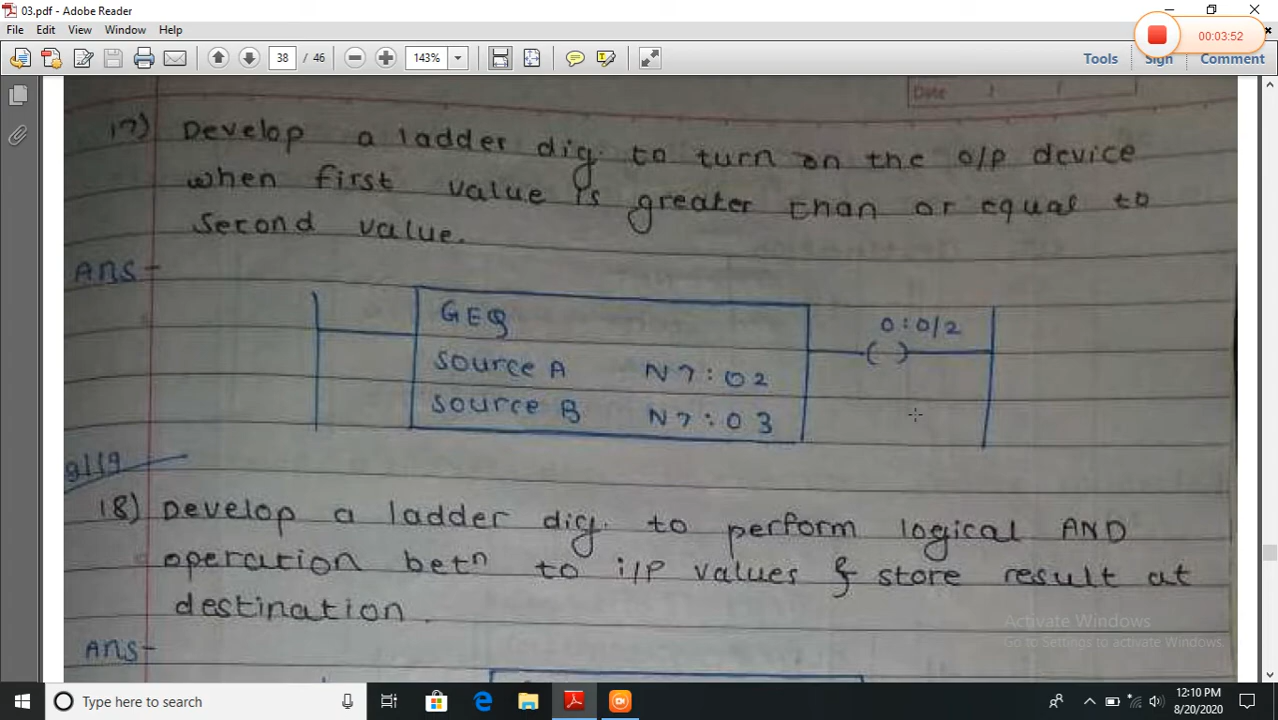 03.pdf - Adobe Reader
File Edit View Window Help
00:03:52
38 / 46
143%
Tools Sign Comment
Date
17) Develop a ladder dig. to turn on the o/p device
when first value is greater than or equal to
second value.
Ans-
GEQ
Source A N7:02
Source B N7:03
O:0/2
9/19
18) Develop a ladder dig. to perform logical AND
operation betn to i/p values & store result at
destination.
Ans-
Activate Windows
Go to Settings to activate Windows.
Type here to search
12:10 PM
8/20/2020